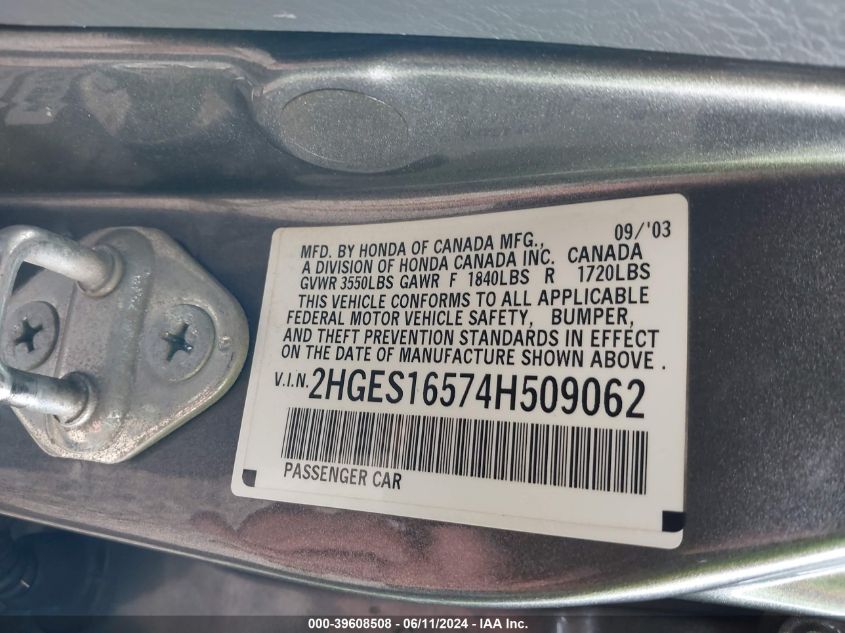 09/'03
MFD. BY HONDA OF CANADA MFG.,
A DIVISION OF HONDA CANADA INC. CANADA
GVWR 3550LBS GAWR F 1840LBS R 1720LBS
THIS VEHICLE CONFORMS TO ALL APPLICABLE
FEDERAL MOTOR VEHICLE SAFETY, BUMPER,
AND THEFT PREVENTION STANDARDS IN EFFECT
ON THE DATE OF MANUFACTURE SHOWN ABOVE.
V.I.N. 2HGES16574H509062
PASSENGER CAR
000-39608508 - 06/11/2024 - IAA Inc.